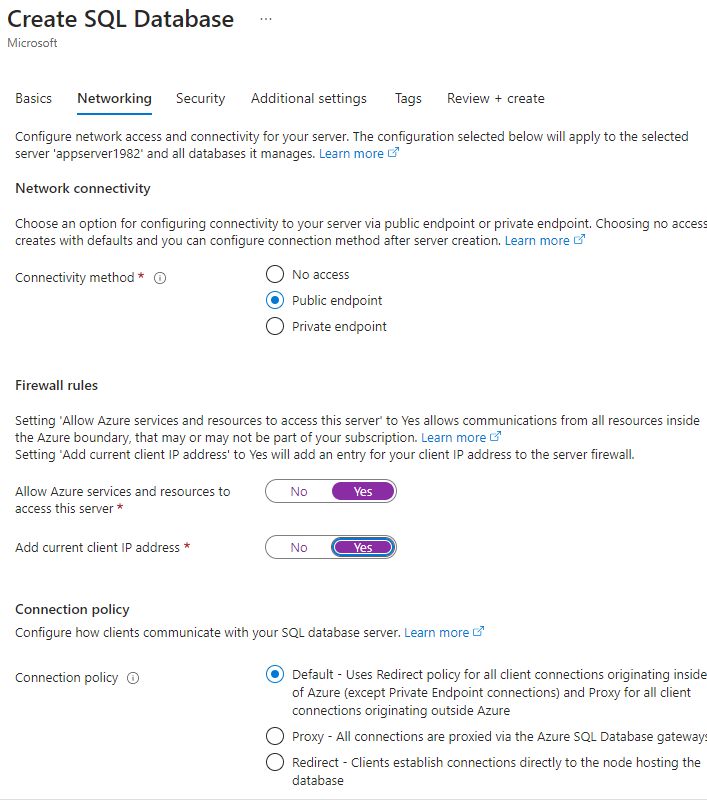 Create SQL Database ...
Microsoft
Basics Networking Security Additional settings Tags Review + create
Configure network access and connectivity for your server. The configuration selected below will apply to the selected
server 'appserver1982' and all databases it manages. Learn more
Network connectivity
Choose an option for configuring connectivity to your server via public endpoint or private endpoint. Choosing no access
creates with defaults and you can configure connection method after server creation. Learn more
Connectivity method *
No access
Public endpoint
Private endpoint
Firewall rules
Setting 'Allow Azure services and resources to access this server' to Yes allows communications from all resources inside
the Azure boundary, that may or may not be part of your subscription. Learn more
Setting 'Add current client IP address' to Yes will add an entry for your client IP address to the server firewall.
Allow Azure services and resources to
access this server *
No Yes
Add current client IP address *
No Yes
Connection policy
Configure how clients communicate with your SQL database server. Learn more
Connection policy
Default - Uses Redirect policy for all client connections originating inside
of Azure (except Private Endpoint connections) and Proxy for all client
connections originating outside Azure
Proxy - All connections are proxied via the Azure SQL Database gateways
Redirect - Clients establish connections directly to the node hosting the
database